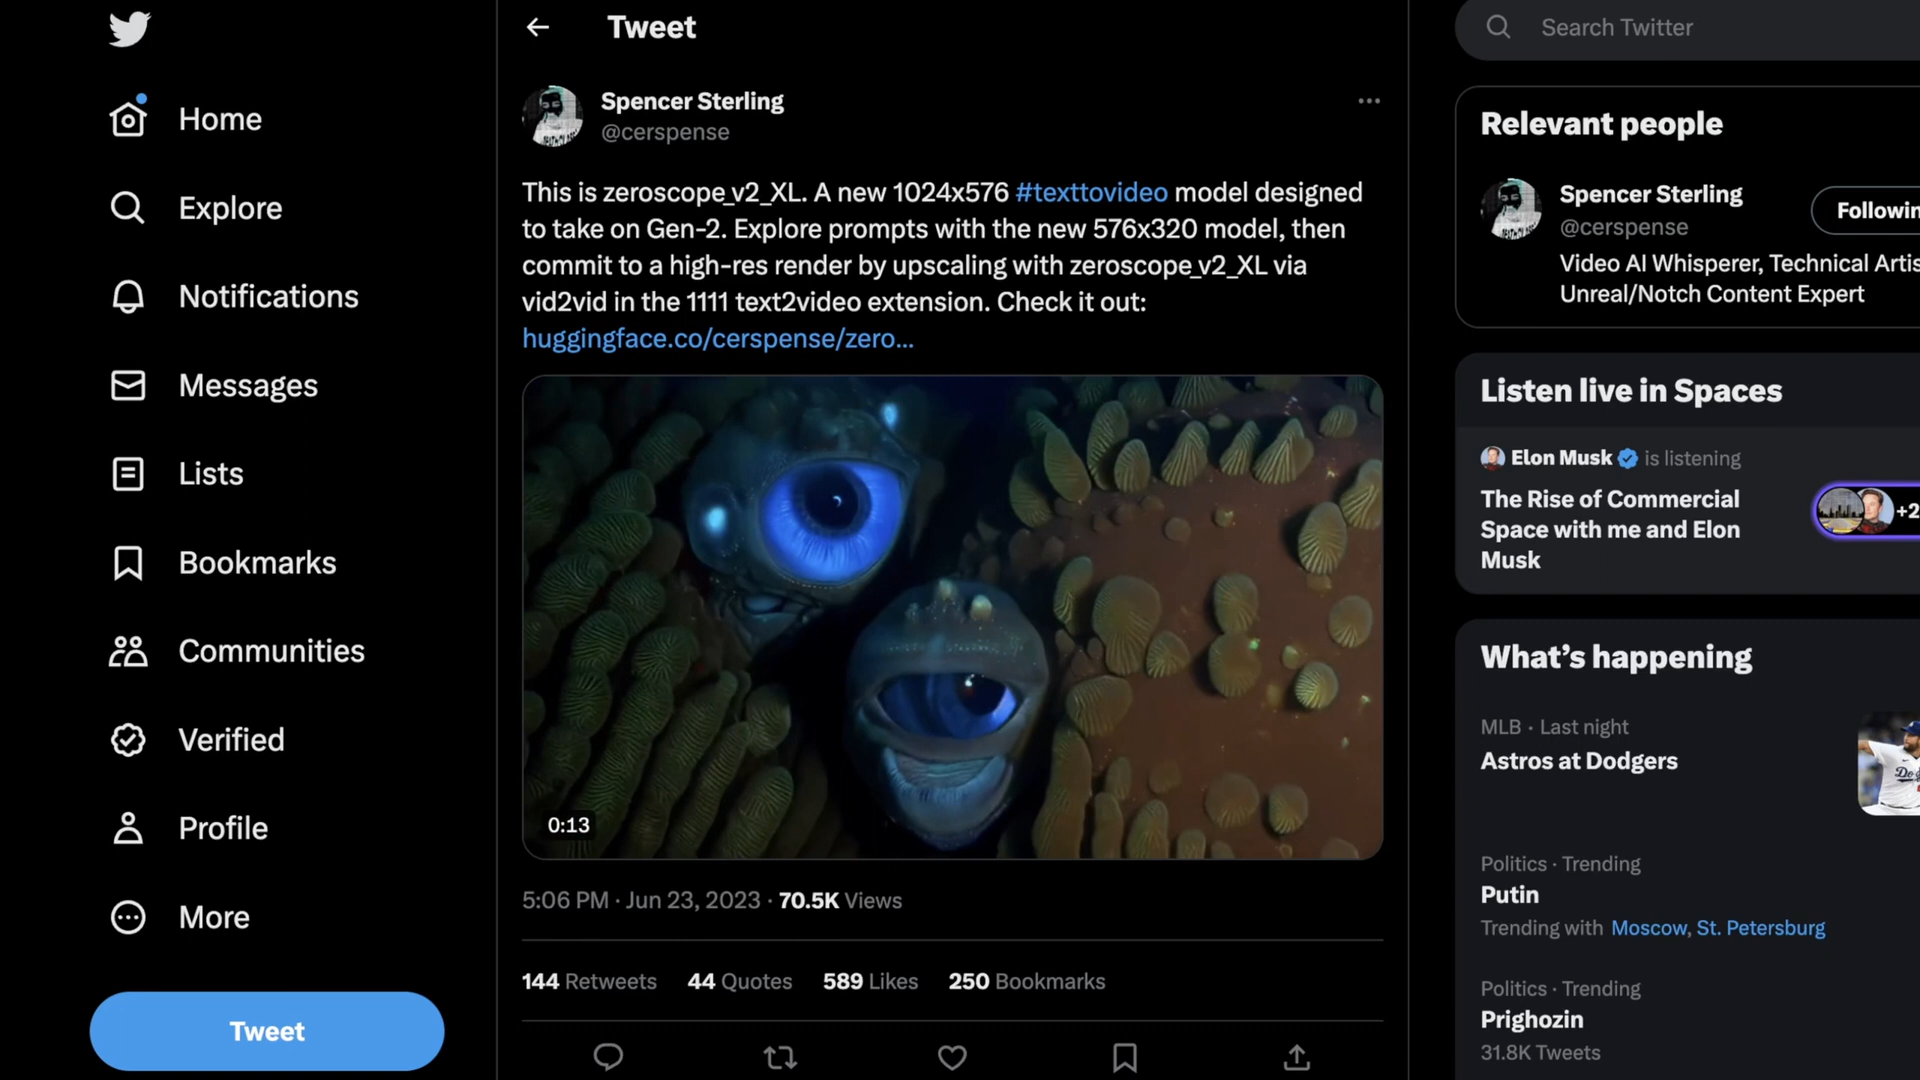 Home
Explore
Notifications
Messages
Lists
Bookmarks
Communities
Verified
Profile
More
Tweet
Tweet
Spencer Sterling
@cerspense
This is zeroscope_v2_XL. A new 1024x576 #texttovideo model designed
to take on Gen-2. Explore prompts with the new 576x320 model, then
commit to a high-res render by upscaling with zeroscope_v2_XL via
vid2vid in the 1111 text2video extension. Check it out:
huggingface.co/cerspense/zero...
0:13
5:06 PM · Jun 23, 2023 · 70.5K Views
144 Retweets 44 Quotes 589 Likes 250 Bookmarks
Search Twitter
Relevant people
Spencer Sterling
@cerspense
Followin
Video AI Whisperer, Technical Artis
Unreal/Notch Content Expert
Listen live in Spaces
Elon Musk is listening
The Rise of Commercial
Space with me and Elon
Musk
+2
What's happening
MLB · Last night
Astros at Dodgers
Politics · Trending
Putin
Trending with Moscow, St. Petersburg
Politics · Trending
Prighozin
31.8K Tweets